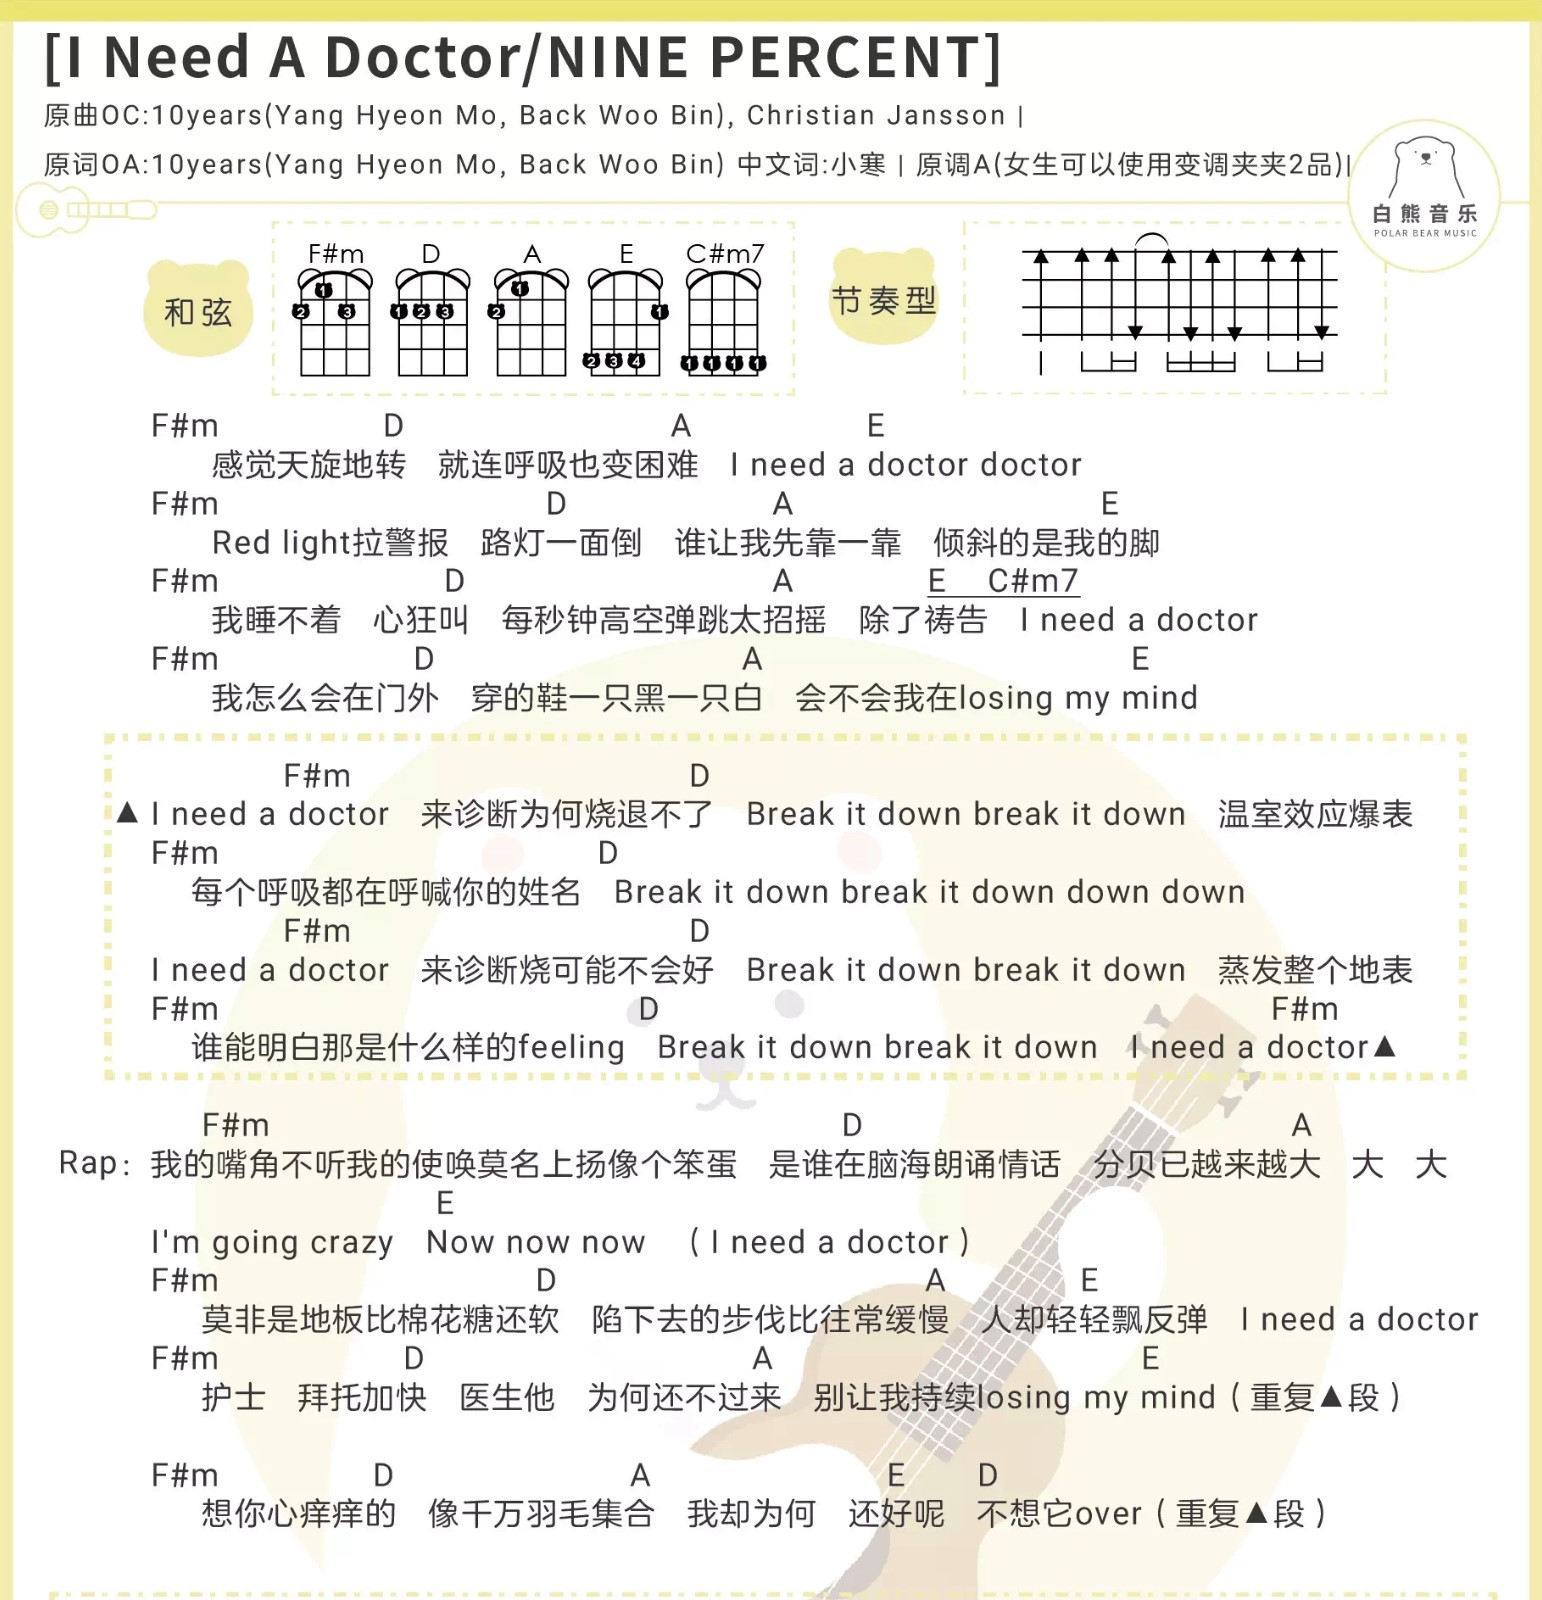 [I Need A Doctor/NINE PERCENT]
原曲OC:10years(Yang Hyeon Mo, Back Woo Bin), Christian Jansson |
原词OA:10years(Yang Hyeon Mo, Back Woo Bin) 中文词:小寒 | 原调A(女生可以使用变调夹夹2品)|
白熊音乐
POLAR BEAR MUSIC
和弦
F#m D A E C#m7
1 2 3
1 2 3
1 2
1 2 3 4
1 1 1 1
节奏型
F#m D A E
感觉天旋地转 就连呼吸也变困难 I need a doctor doctor
F#m D A E
Red light拉警报 路灯一面倒 谁让我先靠一靠 倾斜的是我的脚
F#m D A E C#m7
我睡不着 心狂叫 每秒钟高空弹跳太招摇 除了祷告 I need a doctor
F#m D A E
我怎么会在门外 穿的鞋一只黑一只白 会不会我在losing my mind
F#m D
▲ I need a doctor 来诊断为何烧退不了 Break it down break it down 温室效应爆表
F#m D
每个呼吸都在呼喊你的姓名 Break it down break it down down down
F#m D
I need a doctor 来诊断烧可能不会好 Break it down break it down 蒸发整个地表
F#m D F#m
谁能明白那是什么样的feeling Break it down break it down I need a doctor▲
F#m D A
Rap: 我的嘴角不听我的使唤莫名上扬像个笨蛋 是谁在脑海朗诵情话 分贝已越来越大 大 大
E
I'm going crazy Now now now （I need a doctor）
F#m D A E
莫非是地板比棉花糖还软 陷下去的步伐比往常缓慢 人却轻轻飘反弹 I need a doctor
F#m D A E
护士 拜托加快 医生他 为何还不过来 别让我持续losing my mind（重复▲段）
F#m D A E D
想你心痒痒的 像千万羽毛集合 我却为何 还好呢 不想它over（重复▲段）